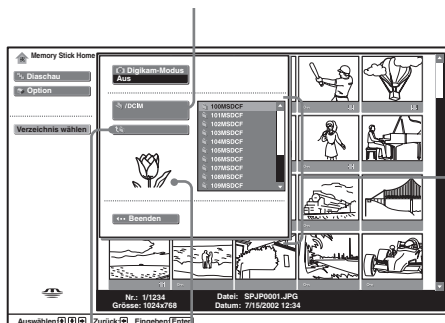 Memory Stick Home
Diaschau
Option
Verzeichnis wählen
Digikam-Modus
Aus
/DCIM
100MSDCF
101MSDCF
102MSDCF
103MSDCF
104MSDCF
105MSDCF
106MSDCF
107MSDCF
108MSDCF
109MSDCF
Beenden
Nr.: 1/1234 Datei: SPJP0001.JPG
Grösse: 1024x768 Datum: 7/15/2002 12:34
Auswählen: Zurück: Eingeben: Enter